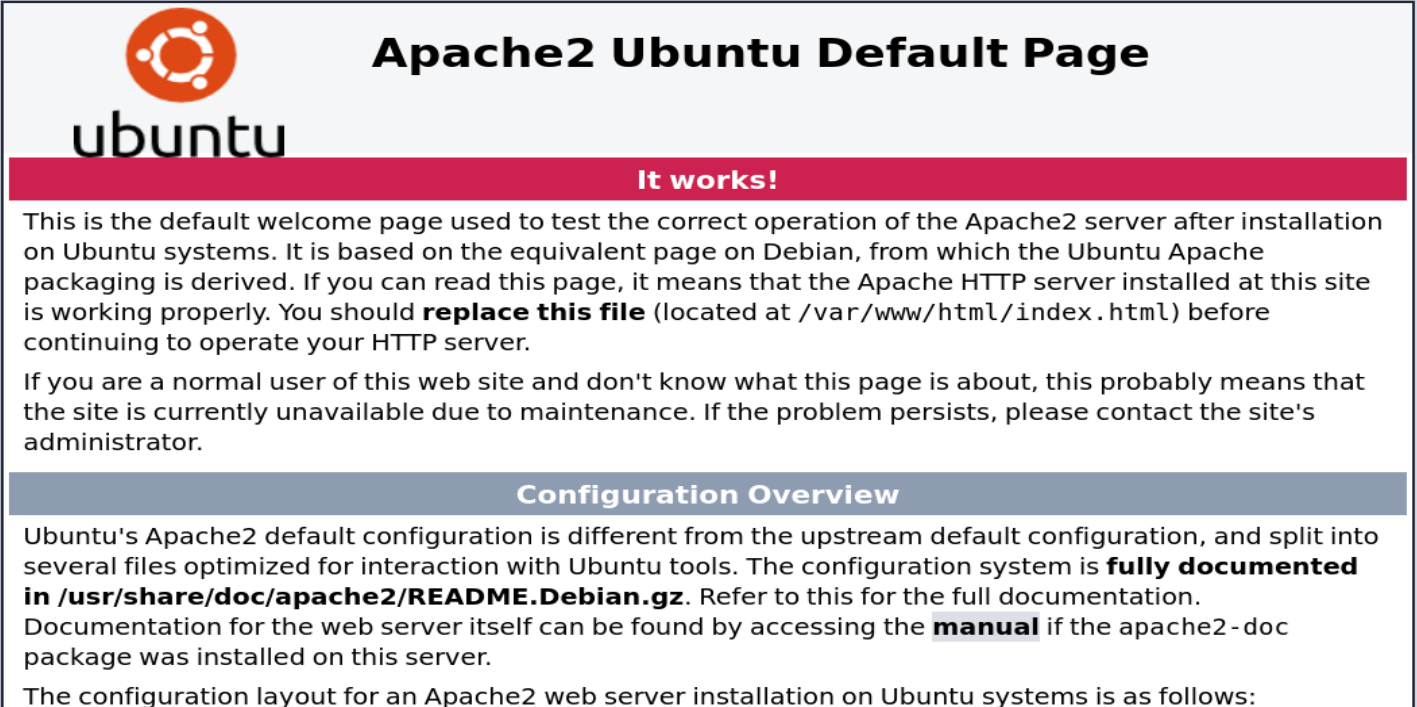 ubuntu
Apache2 Ubuntu Default Page
It works!
This is the default welcome page used to test the correct operation of the Apache2 server after installation
on Ubuntu systems. It is based on the equivalent page on Debian, from which the Ubuntu Apache
packaging is derived. If you can read this page, it means that the Apache HTTP server installed at this site
is working properly. You should replace this file (located at /var/www/html/index.html) before
continuing to operate your HTTP server.
If you are a normal user of this web site and don't know what this page is about, this probably means that
the site is currently unavailable due to maintenance. If the problem persists, please contact the site's
administrator.
Configuration Overview
Ubuntu's Apache2 default configuration is different from the upstream default configuration, and split into
several files optimized for interaction with Ubuntu tools. The configuration system is fully documented
in /usr/share/doc/apache2/README.Debian.gz. Refer to this for the full documentation.
Documentation for the web server itself can be found by accessing the manual if the apache2-doc
package was installed on this server.
The configuration layout for an Apache2 web server installation on Ubuntu systems is as follows: